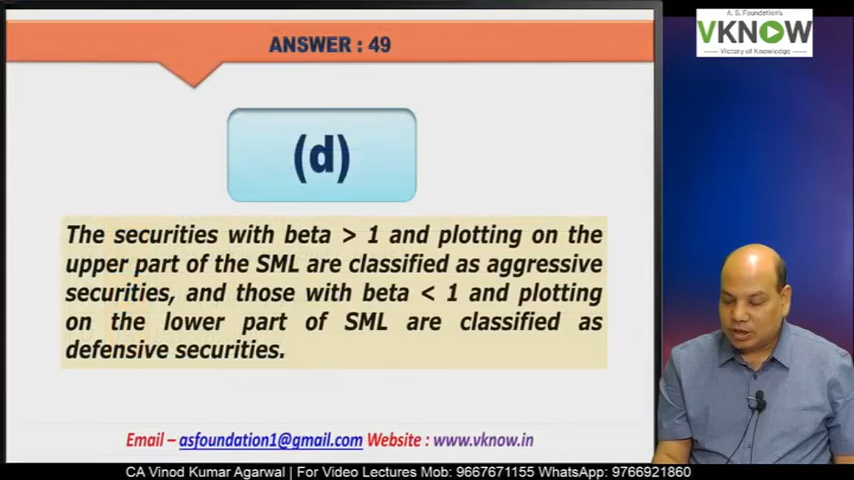 ANSWER : 49
A. S. Foundation's
VKNOW
Victory of Knowledge
(d)
The securities with beta > 1 and plotting on the
upper part of the SML are classified as aggressive
securities, and those with beta < 1 and plotting
on the lower part of SML are classified as
defensive securities.
Email – asfoundation1@gmail.com Website : www.vknow.in
CA Vinod Kumar Agarwal | For Video Lectures Mob: 9667671155 WhatsApp: 9766921860